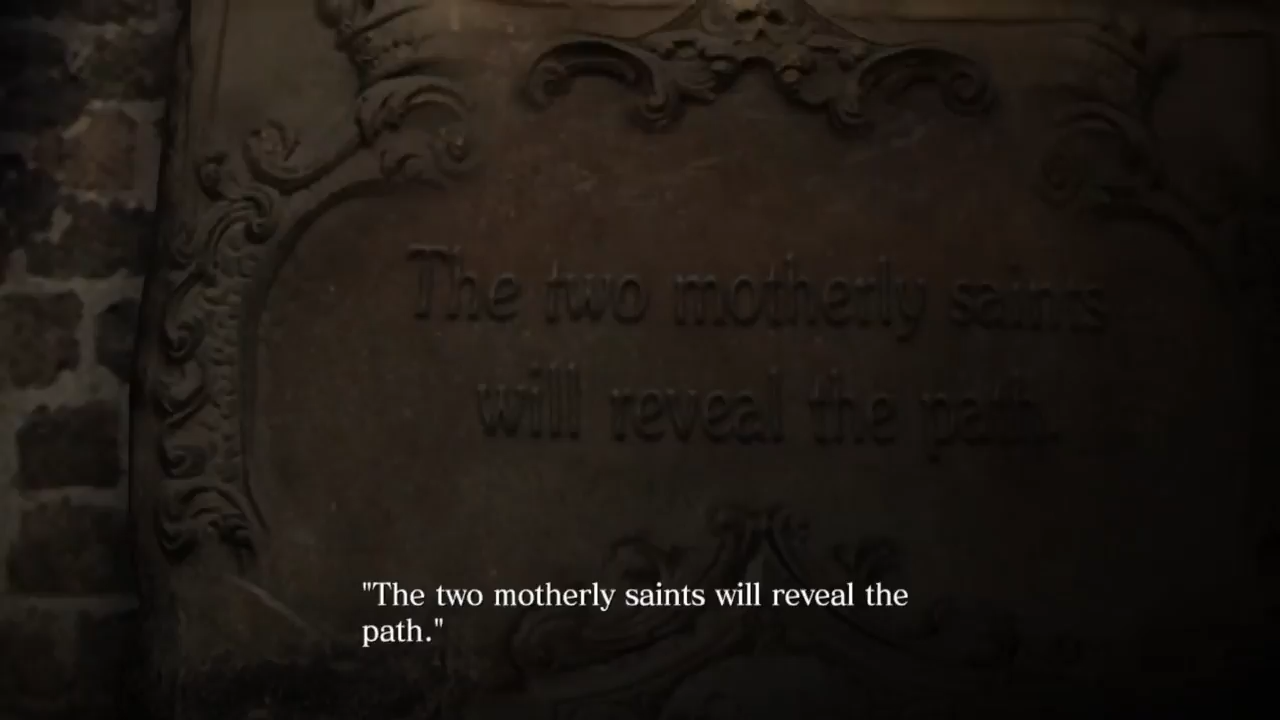 The two motherly saints
will reveal the path.
"The two motherly saints will reveal the
path."